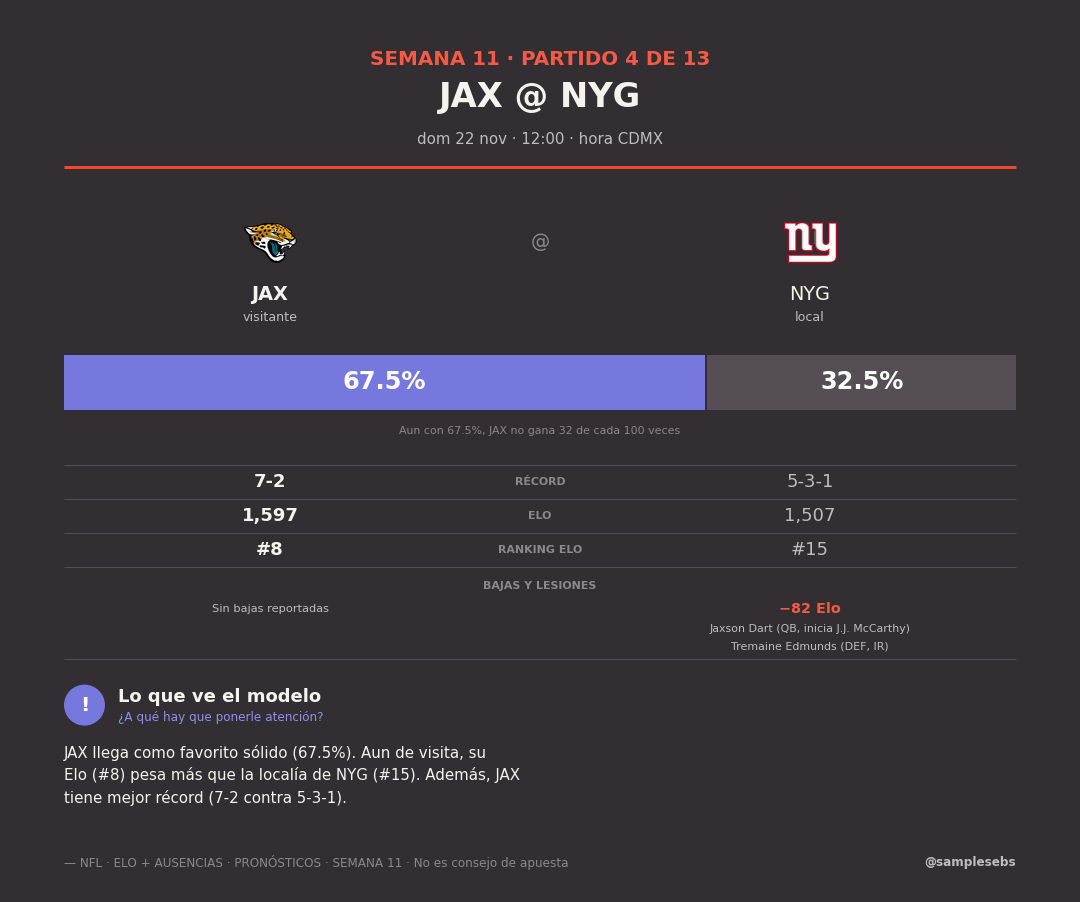 SEMANA 11 · PARTIDO 4 DE 13
JAX @ NYG
dom 22 nov · 12:00 · hora CDMX
@
ny
JAX
NYG
visitante
local
67.5%
32.5%
Aun con 67.5%, JAX no gana 32 de cada 100 veces
7-2 RÉCORD 5-3-1
1,597 ELO 1,507
#8 RANKING ELO #15
BAJAS Y LESIONES
Sin bajas reportadas
−82 Elo
Jaxson Dart (QB, inicia J.J. McCarthy)
Tremaine Edmunds (DEF, IR)
!
Lo que ve el modelo
¿A qué hay que ponerle atención?
JAX llega como favorito sólido (67.5%). Aun de visita, su
Elo (#8) pesa más que la localía de NYG (#15). Además, JAX
tiene mejor récord (7-2 contra 5-3-1).
— NFL · ELO + AUSENCIAS · PRONÓSTICOS · SEMANA 11 · No es consejo de apuesta
@samplesebs